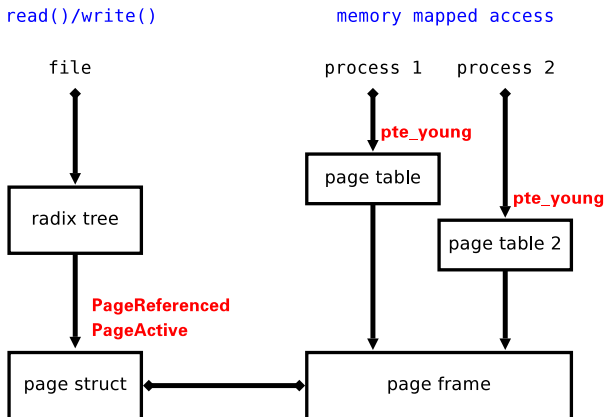 read()/write()
memory mapped access
file
process 1
process 2
pte_young
page table
pte_young
radix tree
page table 2
PageReferenced
PageActive
page struct
page frame